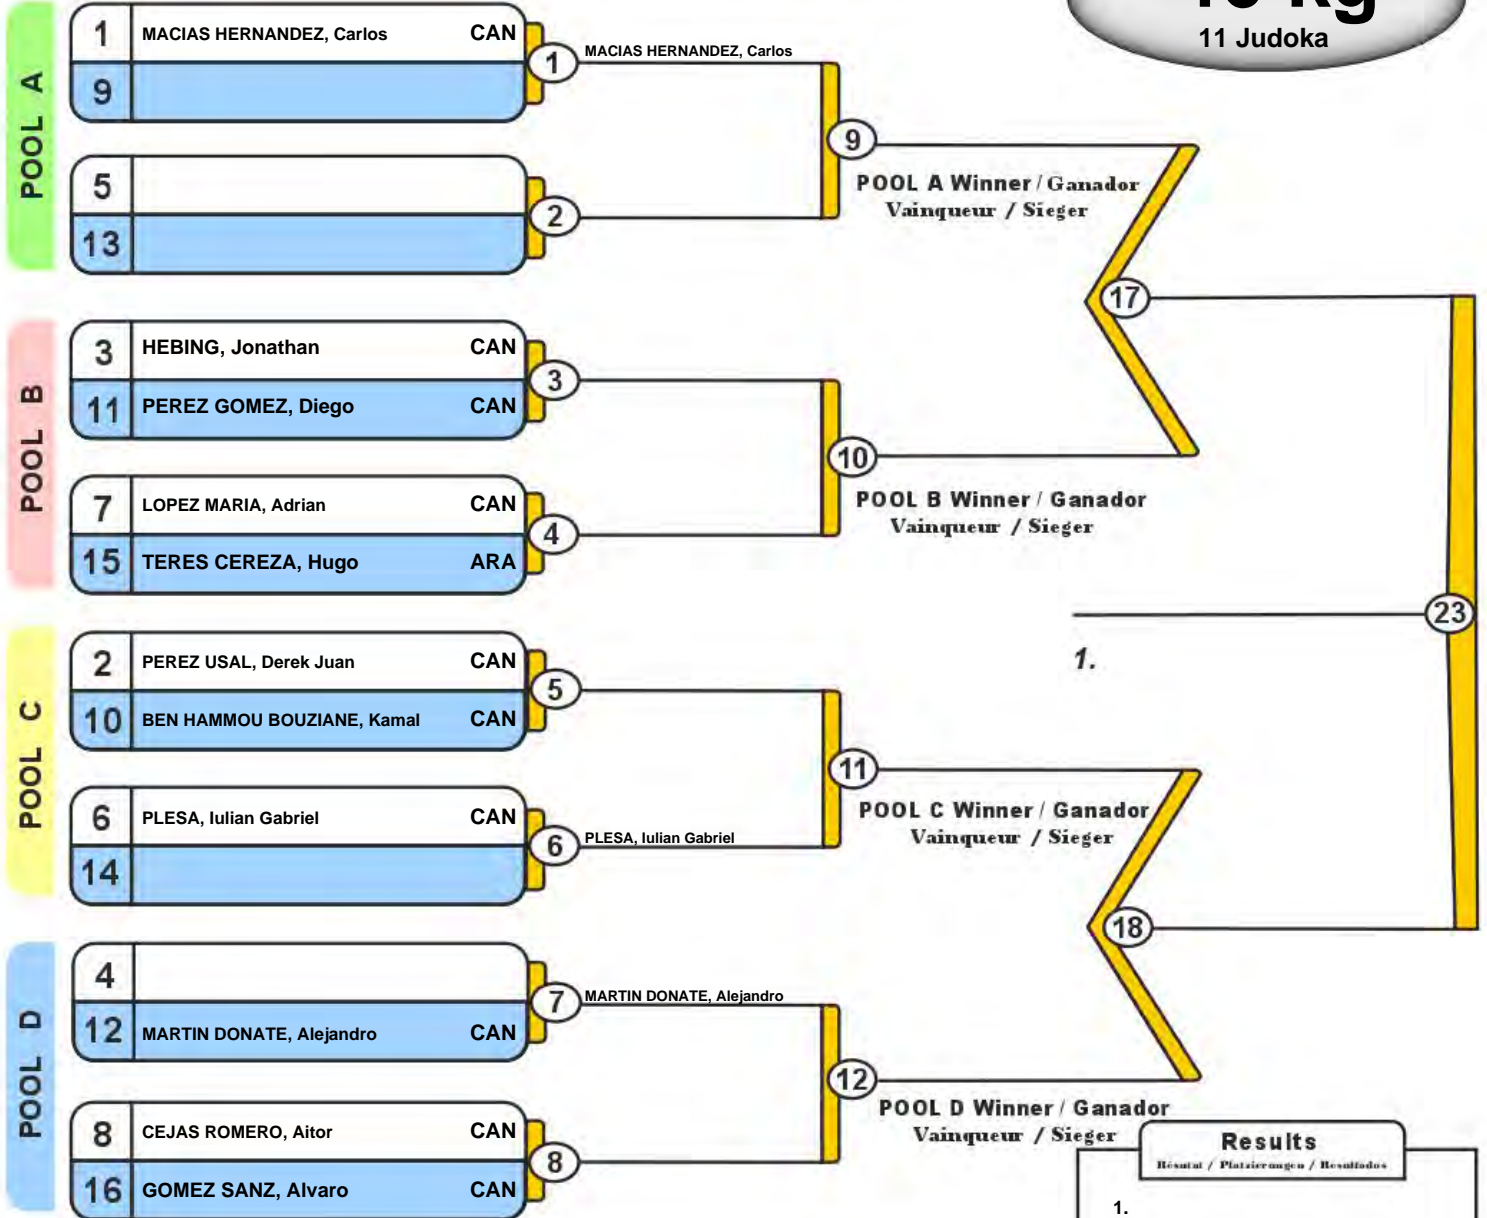 11 Judoka
POOL A
1 MACIAS HERNANDEZ, Carlos CAN
9
1 MACIAS HERNANDEZ, Carlos
5
13
2
9
POOL A Winner / Ganador
Vainqueur / Sieger
17
POOL B
3 HEBING, Jonathan CAN
11 PEREZ GOMEZ, Diego CAN
3
7 LOPEZ MARIA, Adrian CAN
15 TERES CEREZA, Hugo ARA
4
10
POOL B Winner / Ganador
Vainqueur / Sieger
23
1.
POOL C
2 PEREZ USAL, Derek Juan CAN
10 BEN HAMMOU BOUZIANE, Kamal CAN
5
6 PLESA, Iulian Gabriel CAN
14
6 PLESA, Iulian Gabriel
11
POOL C Winner / Ganador
Vainqueur / Sieger
18
POOL D
4
12 MARTIN DONATE, Alejandro CAN
7 MARTIN DONATE, Alejandro
8 CEJAS ROMERO, Aitor CAN
16 GOMEZ SANZ, Alvaro CAN
8
12
POOL D Winner / Ganador
Vainqueur / Sieger
Results
/ Platzierungen / Resultados
1.